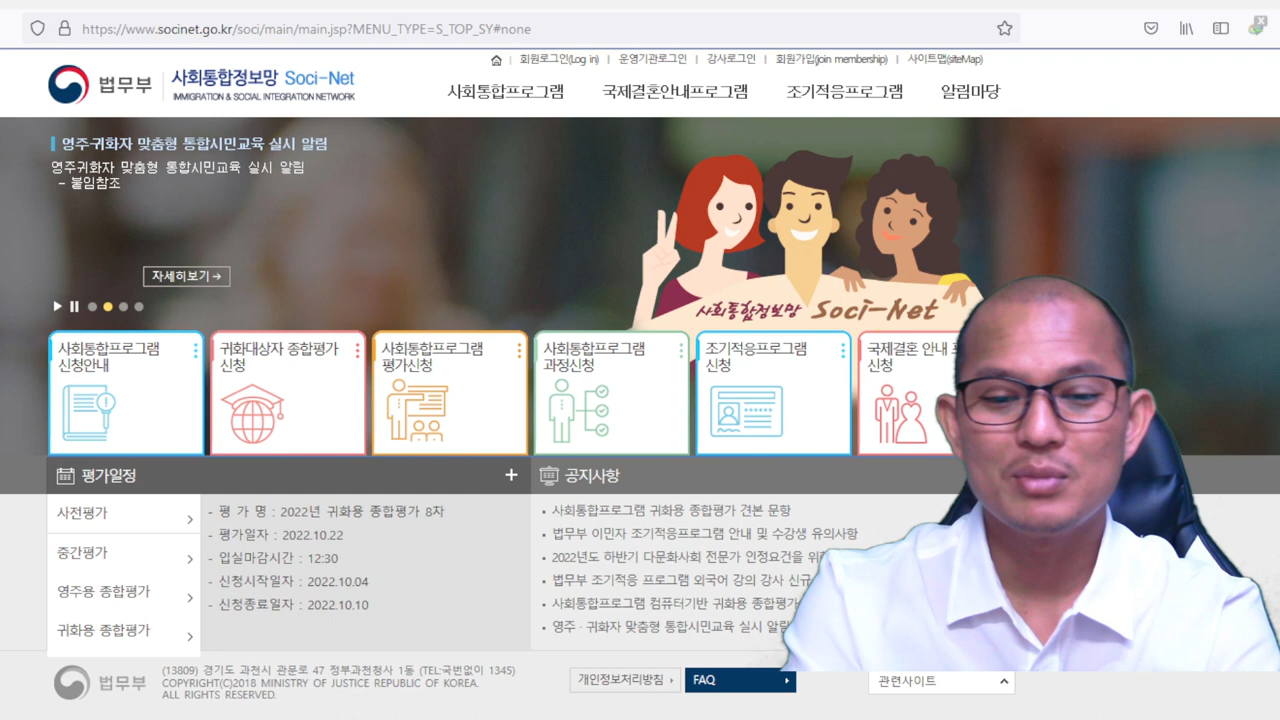 https://www.socinet.go.kr/soci/main/main.jsp?MENU_TYPE=S_TOP_SY#none
회원로그인(Log in) | 운영기관로그인 | 강사로그인 | 회원가입(join membership) | 사이트맵(siteMap)
법무부 사회통합정보망 Soci-Net
IMMIGRATION & SOCIAL INTEGRATION NETWORK
사회통합프로그램 국제결혼안내프로그램 조기적응프로그램 알림마당
영주·귀화자 맞춤형 통합시민교육 실시 알림
영주귀화자 맞춤형 통합시민교육 실시 알림
- 붙임참조
자세히보기→
사회통합정보망 Soci-Net
사회통합프로그램
신청안내
귀화대상자 종합평가
신청
사회통합프로그램
평가신청
사회통합프로그램
과정신청
조기적응프로그램
신청
국제결혼 안내
신청
평가일정 +
사전평가
중간평가
영주용 종합평가
귀화용 종합평가
- 평 가 명 : 2022년 귀화용 종합평가 8차
- 평가일자 : 2022.10.22
- 입실마감시간 : 12:30
- 신청시작일자 : 2022.10.04
- 신청종료일자 : 2022.10.10
공지사항
사회통합프로그램 귀화용 종합평가 견본 문항
법무부 이민자 조기적응프로그램 안내 및 수강생 유의사항
2022년도 하반기 다문화사회 전문가 인정요건을
법무부 조기적응 프로그램 외국어 강의 강사 신규
사회통합프로그램 컴퓨터기반 귀화용 종합평가
영주 · 귀화자 맞춤형 통합시민교육 실시 알림
법무부
(13809) 경기도 과천시 관문로 47 정부과천청사 1동 (TEL:국번없이 1345)
COPYRIGHT(C)2018 MINISTRY OF JUSTICE REPUBLIC OF KOREA.
ALL RIGHTS RESERVED.
개인정보처리방침
FAQ
관련사이트